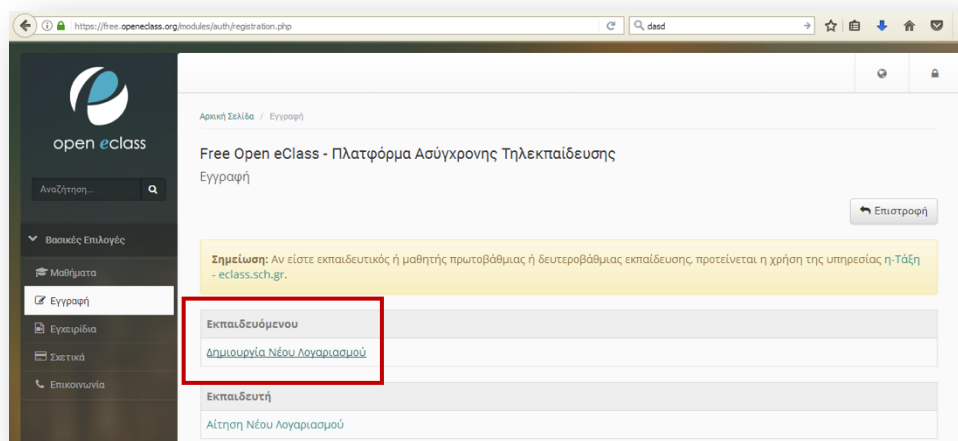 https://free.openeclass.org/modules/auth/registration.php
dasd
open eclass
Αναζήτηση...
Βασικές Επιλογές
Μαθήματα
Εγγραφή
Εγχειρίδια
Σχετικά
Επικοινωνία
Αρχική Σελίδα / Εγγραφή
Free Open eClass - Πλατφόρμα Ασύγχρονης Τηλεκπαίδευσης
Εγγραφή
Επιστροφή
Σημείωση: Αν είστε εκπαιδευτικός ή μαθητής πρωτοβάθμιας ή δευτεροβάθμιας εκπαίδευσης, προτείνεται η χρήση της υπηρεσίας η-Τάξη
- eclass.sch.gr.
Εκπαιδευόμενου
Δημιουργία Νέου Λογαριασμού
Εκπαιδευτή
Αίτηση Νέου Λογαριασμού